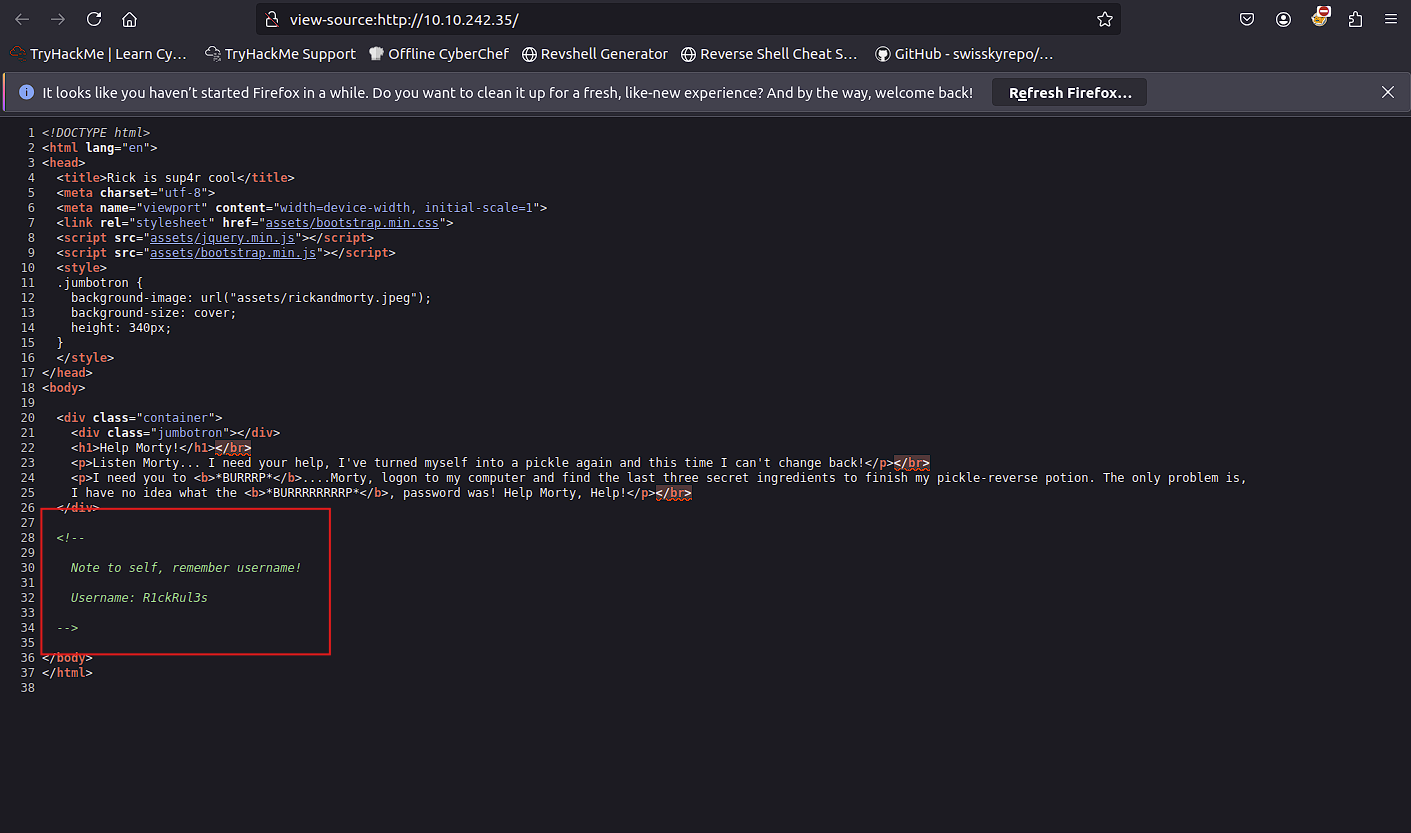 view-source:http://10.10.242.35/
TryHackMe | Learn Cy… TryHackMe Support Offline CyberChef Revshell Generator Reverse Shell Cheat S… GitHub - swisskyrepo/…
It looks like you haven’t started Firefox in a while. Do you want to clean it up for a fresh, like-new experience? And by the way, welcome back! Refresh Firefox…
1 <!DOCTYPE html>
2 <html lang="en">
3 <head>
4   <title>Rick is sup4r cool</title>
5   <meta charset="utf-8">
6   <meta name="viewport" content="width=device-width, initial-scale=1">
7   <link rel="stylesheet" href="assets/bootstrap.min.css">
8   <script src="assets/jquery.min.js"></script>
9   <script src="assets/bootstrap.min.js"></script>
10   <style>
11   .jumbotron {
12     background-image: url("assets/rickandmorty.jpeg");
13     background-size: cover;
14     height: 340px;
15   }
16   </style>
17 </head>
18 <body>
19
20   <div class="container">
21     <div class="jumbotron"></div>
22     <h1>Help Morty!</h1></br>
23     <p>Listen Morty... I need your help, I've turned myself into a pickle again and this time I can't change back!</p></br>
24     <p>I need you to <b>*BURRRP*</b>....Morty, logon to my computer and find the last three secret ingredients to finish my pickle-reverse potion. The only problem is,
25     I have no idea what the <b>*BURRRRRRRRP*</b>, password was! Help Morty, Help!</p></br>
26   </div>
27
28   <!--
29
30     Note to self, remember username!
31
32     Username: R1ckRul3s
33
34   -->
35
36 </body>
37 </html>
38